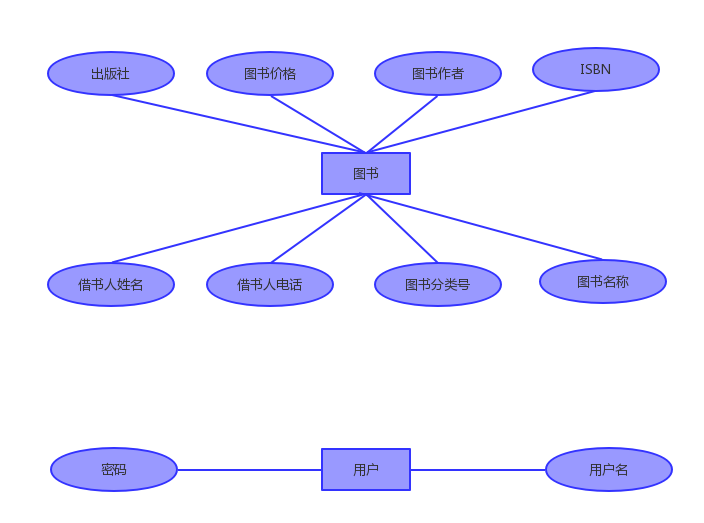 出版社
图书价格
图书作者
ISBN
图书
借书人姓名
借书人电话
图书分类号
图书名称
密码
用户
用户名